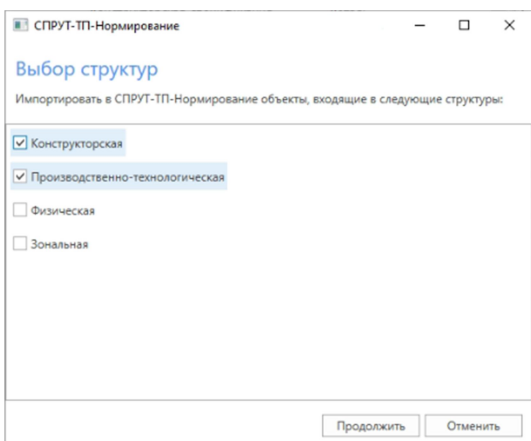 СПРУТ-ТП-Нормирование
Выбор структур
Импортировать в СПРУТ-ТП-Нормирование объекты, входящие в следующие структуры:
Конструкторская
Производственно-технологическая
Физическая
Зональная
Продолжить Отменить